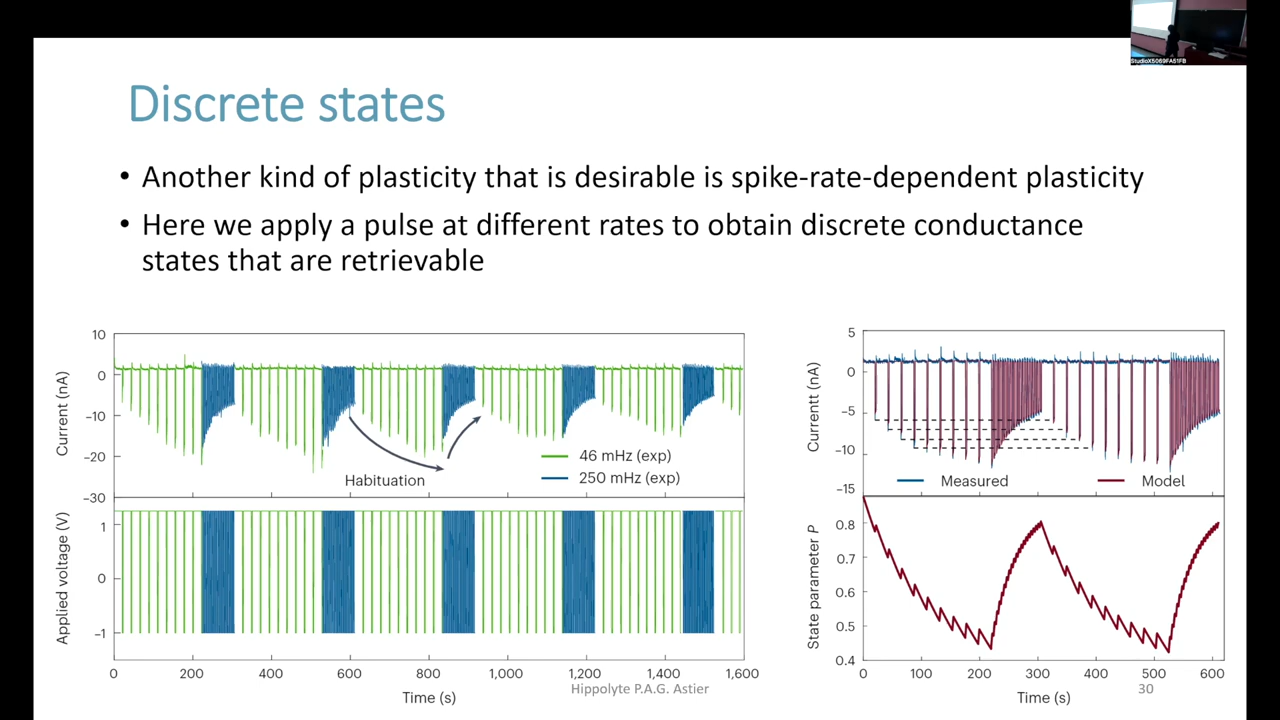 StudioX5069FA51FB
Discrete states
• Another kind of plasticity that is desirable is spike-rate-dependent plasticity
• Here we apply a pulse at different rates to obtain discrete conductance
states that are retrievable
10
0
−10
−20
−30
Current (nA)
Habituation
46 mHz (exp)
250 mHz (exp)
1
0
−1
Applied voltage (V)
0 200 400 600 800 1,000 1,200 1,400 1,600
Time (s)
5
0
−5
−10
−15
Currentt (nA)
Measured
Model
0.8
0.7
0.6
0.5
0.4
State parameter P
0 100 200 300 400 500 600
Time (s)
Hippolyte P.A.G. Astier
30